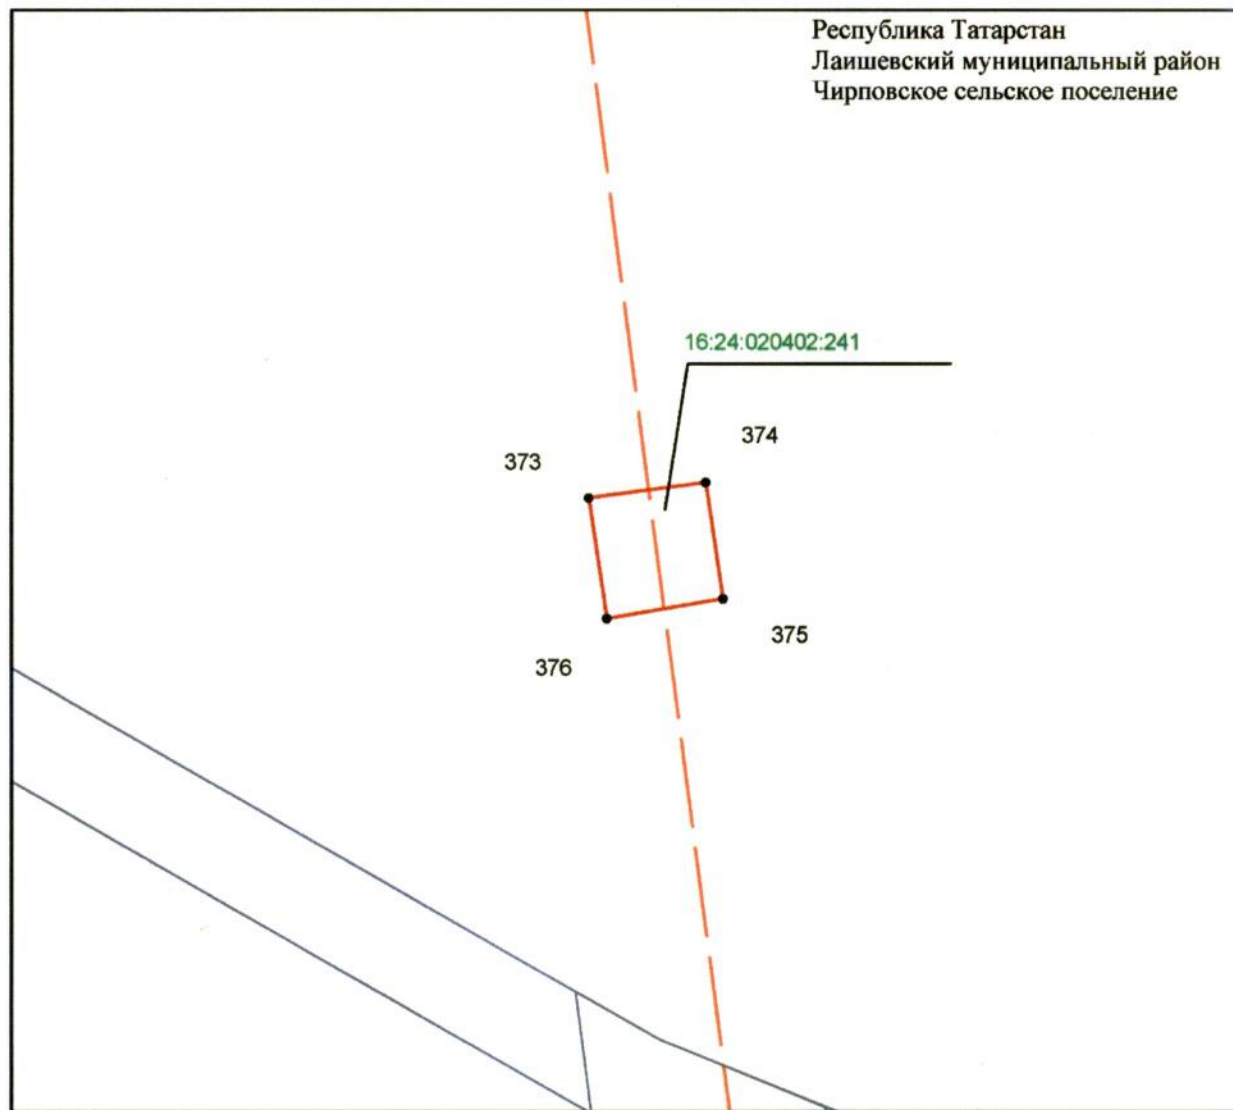 Республика Татарстан
Лаишевский муниципальный район
Чирповское сельское поселение
16:24:020402:241
374
373
375
376